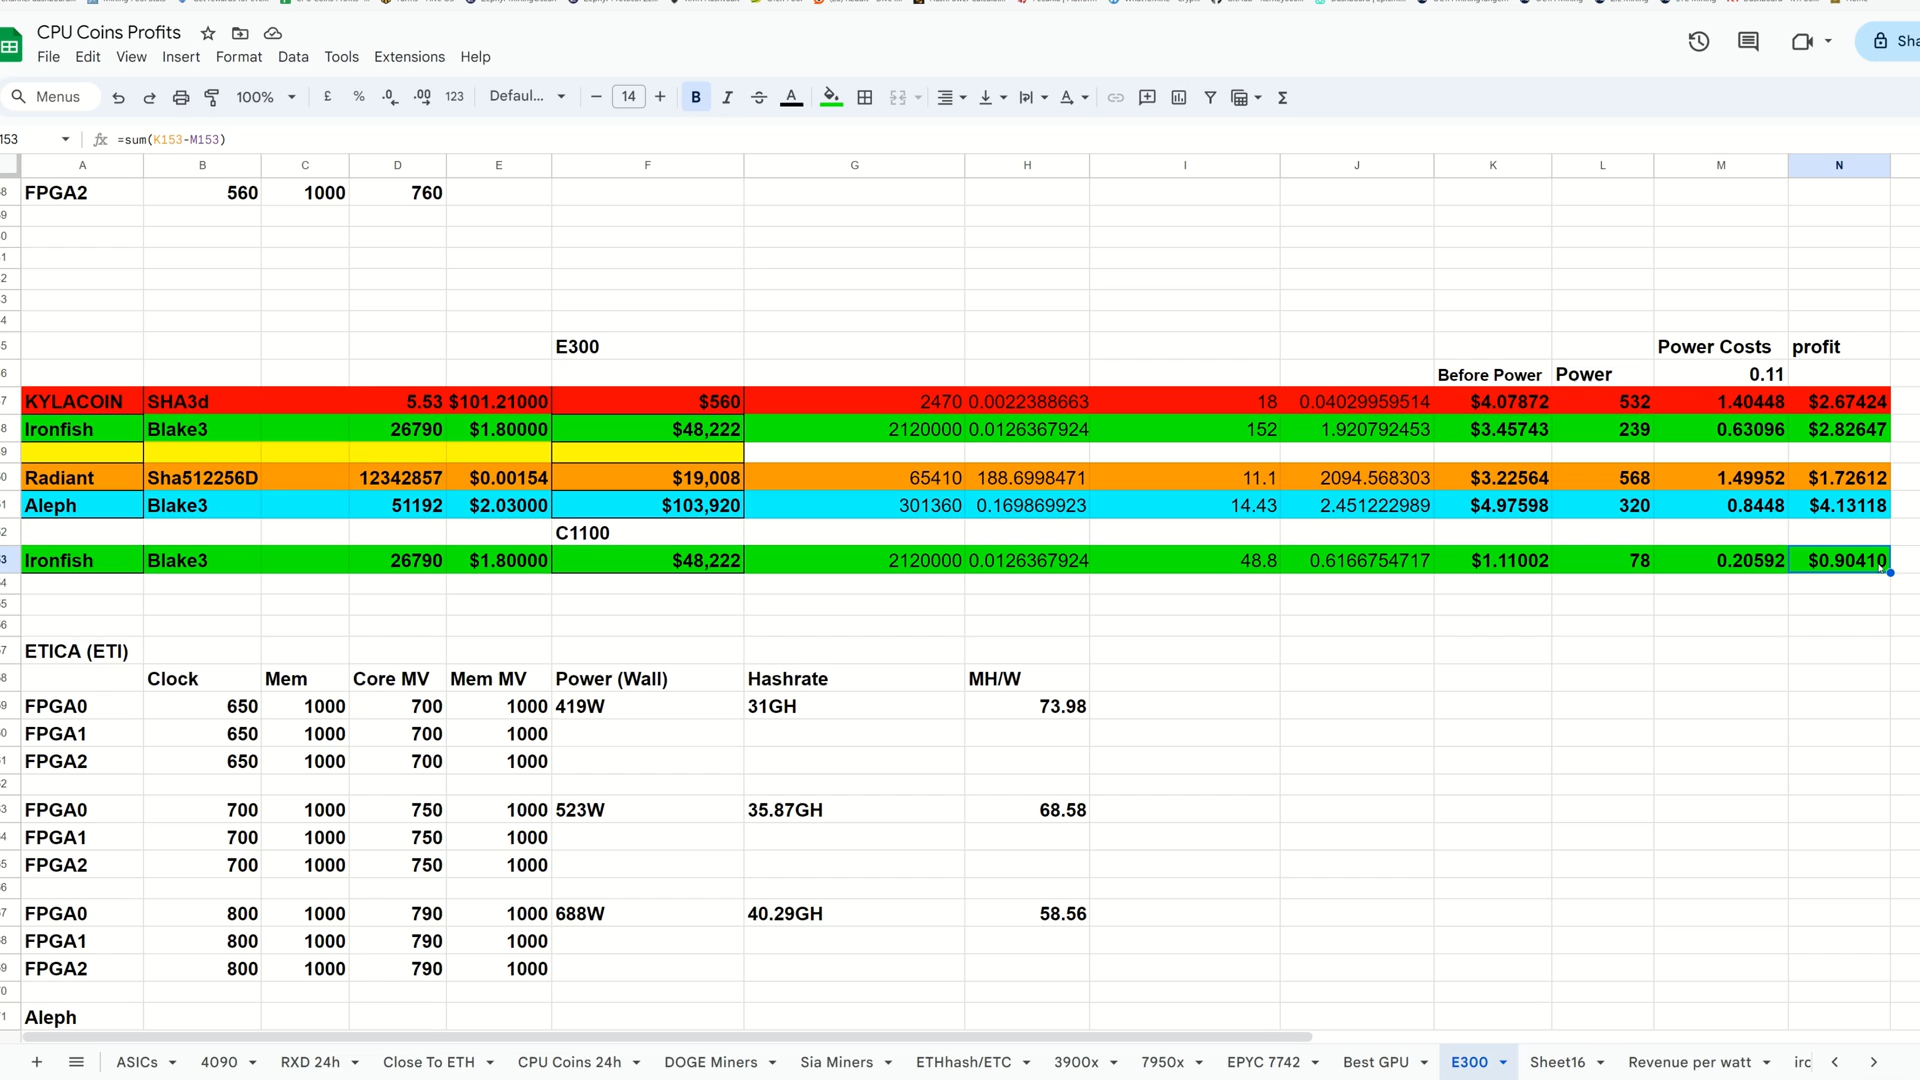 CPU Coins Profits
File Edit View Insert Format Data Tools Extensions Help
Sha
Menus 100% £ % .0 .00 123 Defaul... − 14 + B I A Σ
153 fx =sum(K153-M153)
A B C D E F G H I J K L M N
FPGA2 560 1000 760
E300 Power Costs profit
Before Power Power 0.11
KYLACOIN SHA3d 5.53 $101.21000 $560 2470 0.0022388663 18 0.04029959514 $4.07872 532 1.40448 $2.67424
Ironfish Blake3 26790 $1.80000 $48,222 2120000 0.0126367924 152 1.920792453 $3.45743 239 0.63096 $2.82647
Radiant Sha512256D 12342857 $0.00154 $19,008 65410 188.6998471 11.1 2094.568303 $3.22564 568 1.49952 $1.72612
Aleph Blake3 51192 $2.03000 $103,920 301360 0.169869923 14.43 2.451222989 $4.97598 320 0.8448 $4.13118
C1100
Ironfish Blake3 26790 $1.80000 $48,222 2120000 0.0126367924 48.8 0.6166754717 $1.11002 78 0.20592 $0.90410
ETICA (ETI)
Clock Mem Core MV Mem MV Power (Wall) Hashrate MH/W
FPGA0 650 1000 700 1000 419W 31GH 73.98
FPGA1 650 1000 700 1000
FPGA2 650 1000 700 1000
FPGA0 700 1000 750 1000 523W 35.87GH 68.58
FPGA1 700 1000 750 1000
FPGA2 700 1000 750 1000
FPGA0 800 1000 790 1000 688W 40.29GH 58.56
FPGA1 800 1000 790 1000
FPGA2 800 1000 790 1000
Aleph
+ ASICs 4090 RXD 24h Close To ETH CPU Coins 24h DOGE Miners Sia Miners ETHhash/ETC 3900x 7950x EPYC 7742 Best GPU E300 Sheet16 Revenue per watt irc